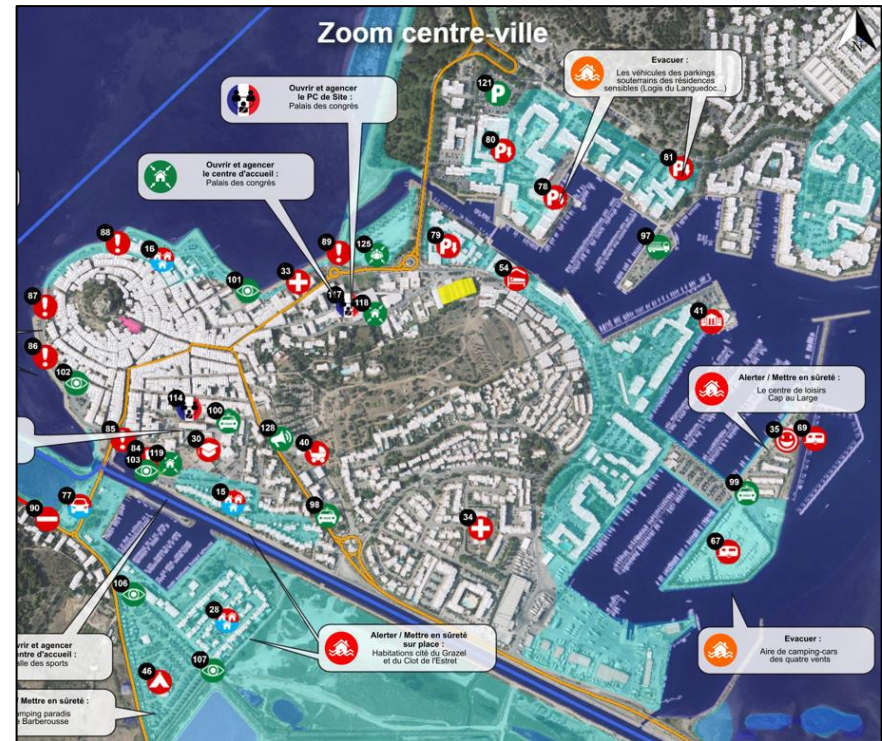 Zoom centre-ville
N
Evacuer :
Les véhicules des parkings
souterrains des résidences
sensibles (Logis du Languedoc...)
Ouvrir et agencer
le PC de Site :
Palais des congrès
Ouvrir et agencer
le centre d'accueil :
Palais des congrès
121
80
81
78
97
79
88
16
89
125
101
33
54
117
118
87
41
86
102
Alerter / Mettre en sûreté :
Le centre de loisirs
Cap au Large
114
100
85
128
35
69
84
30
40
103
119
99
77
15
98
90
34
67
106
28
Alerter / Mettre en sûreté
sur place :
Habitations cité du Grazel
et du Clot de l'Estret
Evacuer :
Aire de camping-cars
des quatre vents
vrir et agencer
entre d'accueil :
alle des sports
107
46
/ Mettre en sûreté :
amping paradis
e Barberousse